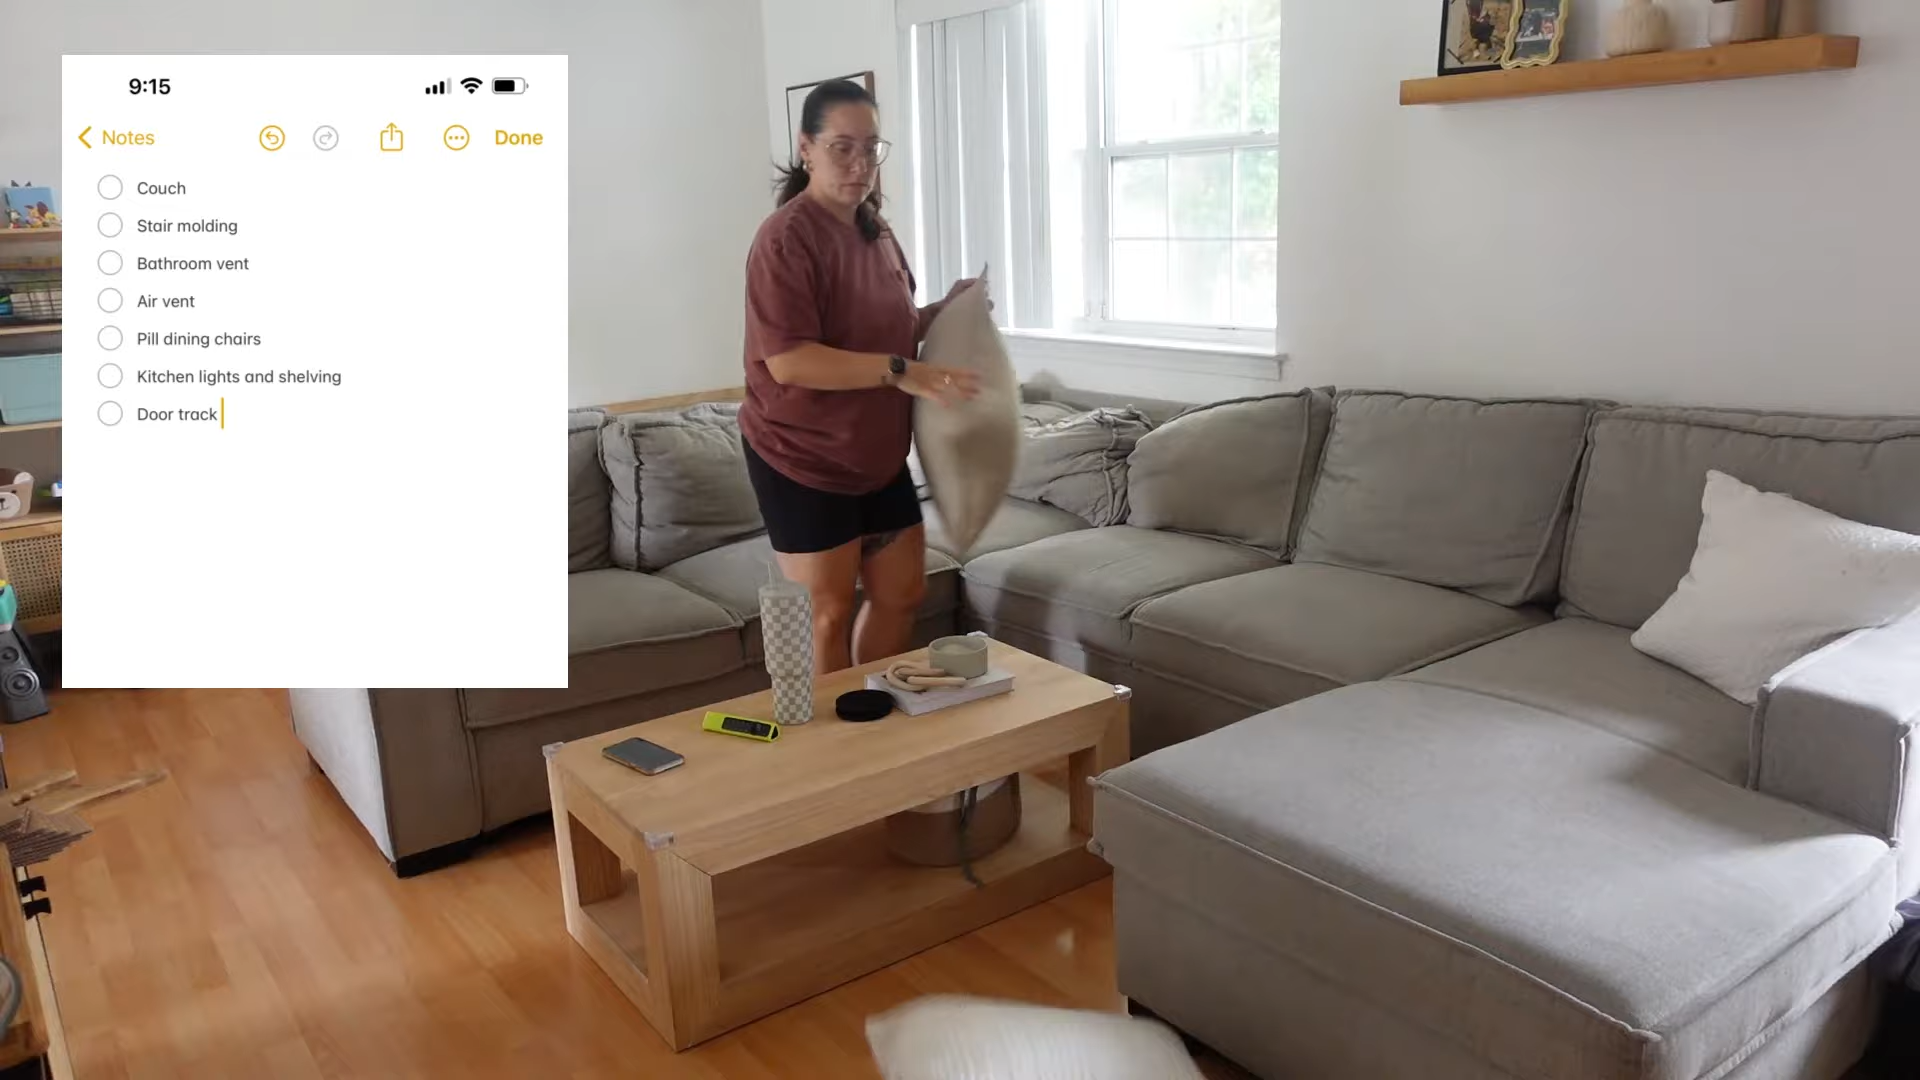 9:15
Notes
Done
Couch
Stair molding
Bathroom vent
Air vent
Pill dining chairs
Kitchen lights and shelving
Door track